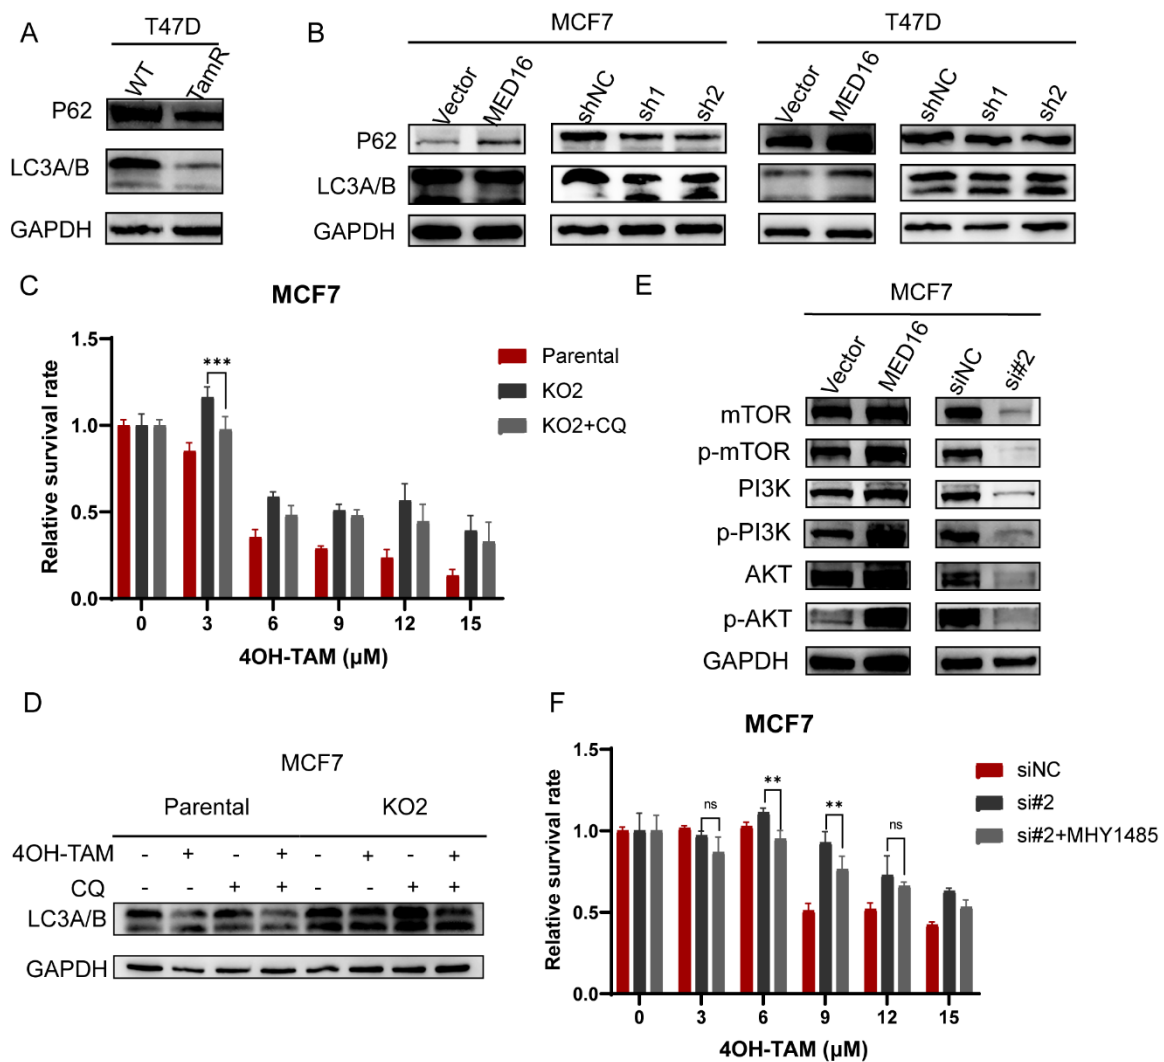 A
T47D
WT
TamR
P62
LC3A/B
GAPDH
B
MCF7
T47D
Vector
MED16
shNC
sh1
sh2
Vector
MED16
shNC
sh1
sh2
P62
LC3A/B
GAPDH
C
MCF7
Relative survival rate
1.5
1.0
0.5
0.0
***
0 3 6 9 12 15
4OH-TAM (µM)
Parental
KO2
KO2+CQ
E
MCF7
Vector
MED16
siNC
si#2
mTOR
p-mTOR
PI3K
p-PI3K
AKT
p-AKT
GAPDH
D
MCF7
Parental KO2
4OH-TAM - + - + - + - +
CQ - - + + - - + +
LC3A/B
GAPDH
F
MCF7
Relative survival rate
1.5
1.0
0.5
0.0
ns
**
**
ns
0 3 6 9 12 15
4OH-TAM (µM)
siNC
si#2
si#2+MHY1485